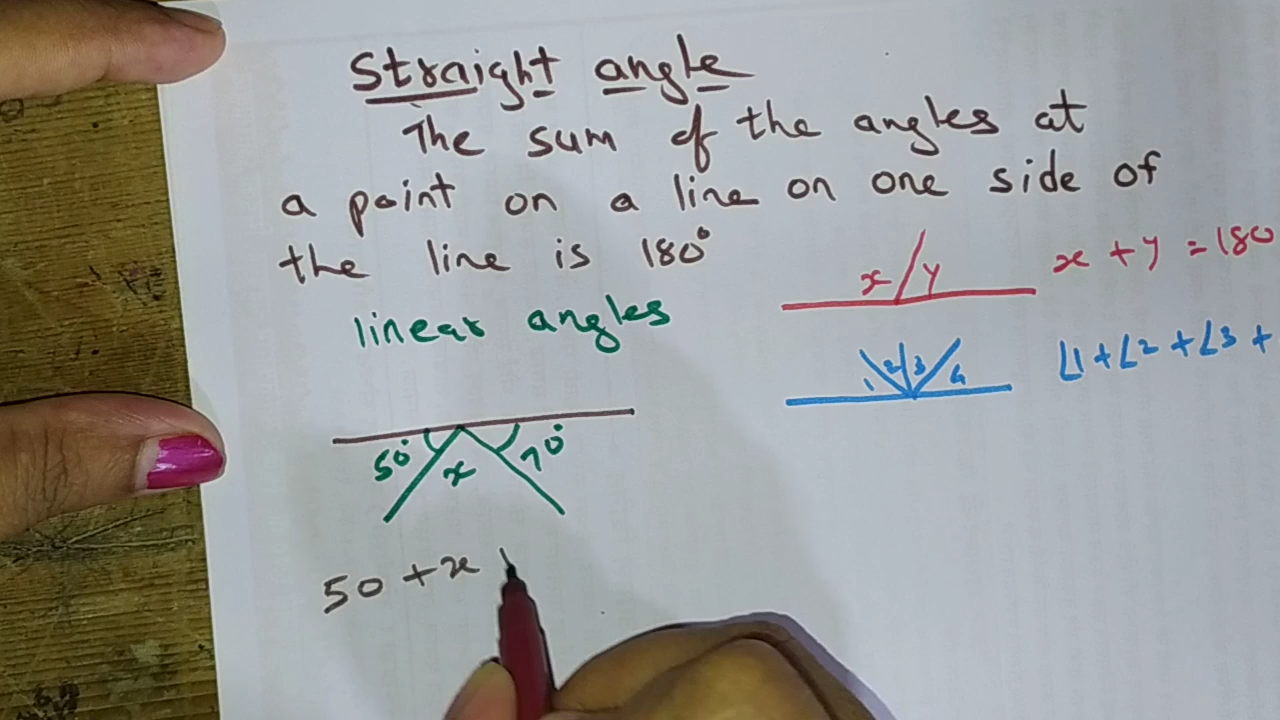 Straight angle
The sum of the angles at
a point on a line on one side of
the line is 180°
x y x + y = 180
linear angles
1 2 3 4 ∠1 + ∠2 + ∠3 +
50° x 70°
50 + x